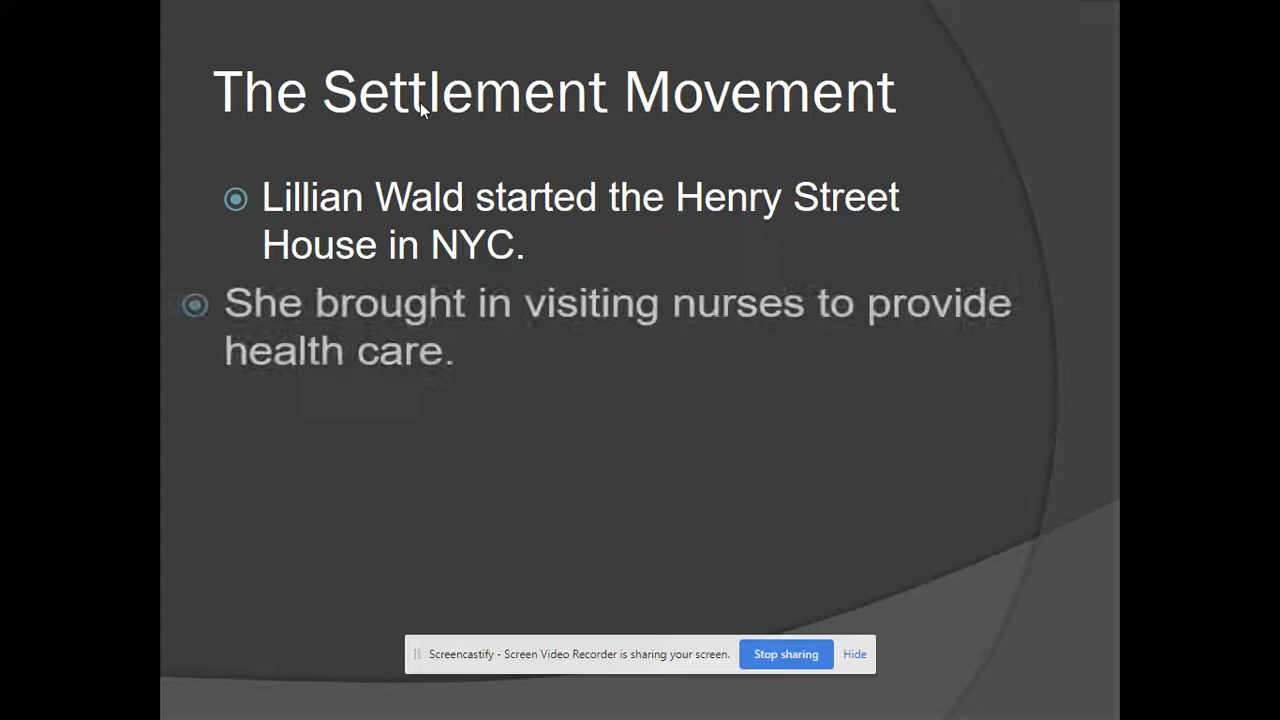 The Settlement Movement
Lillian Wald started the Henry Street
House in NYC.
She brought in visiting nurses to provide
health care.
Screencastify - Screen Video Recorder is sharing your screen. Stop sharing Hide